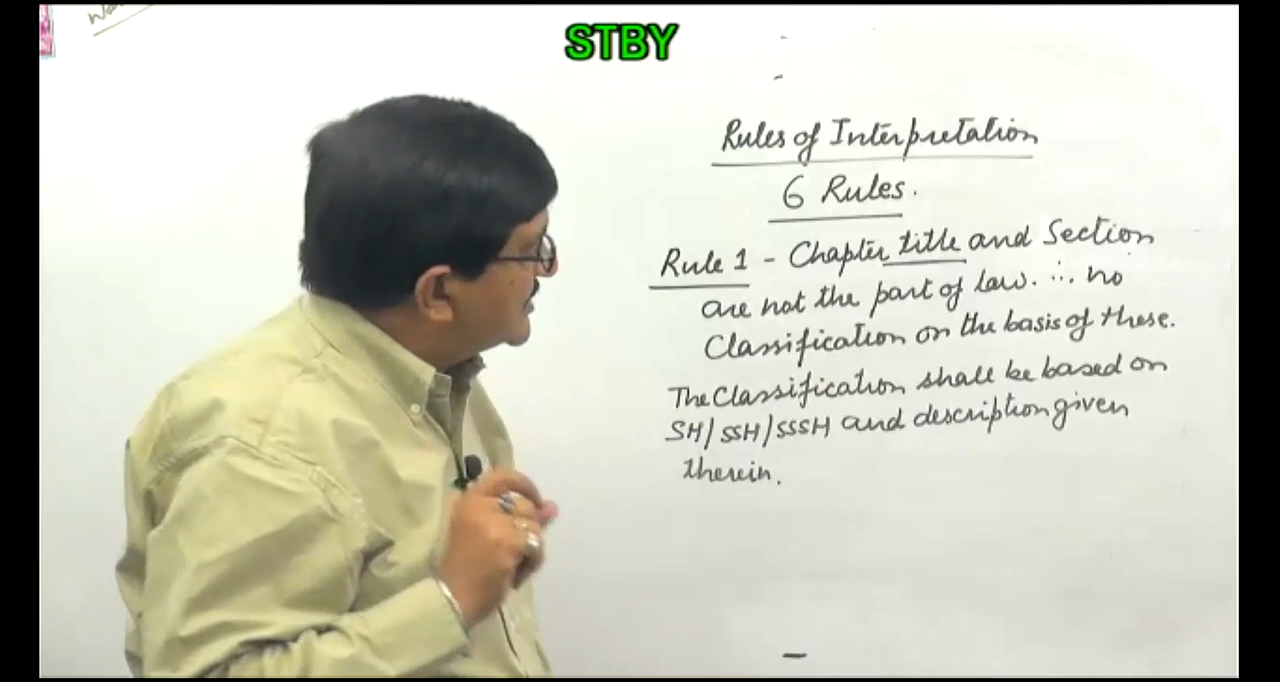 STBY
Rules of Interpretation
6 Rules.
Rule 1 - Chapter title and Section
are not the part of law. ∴ no
Classification on the basis of these.
The Classification shall be based on
SH/SSH/SSSH and description given
therein.